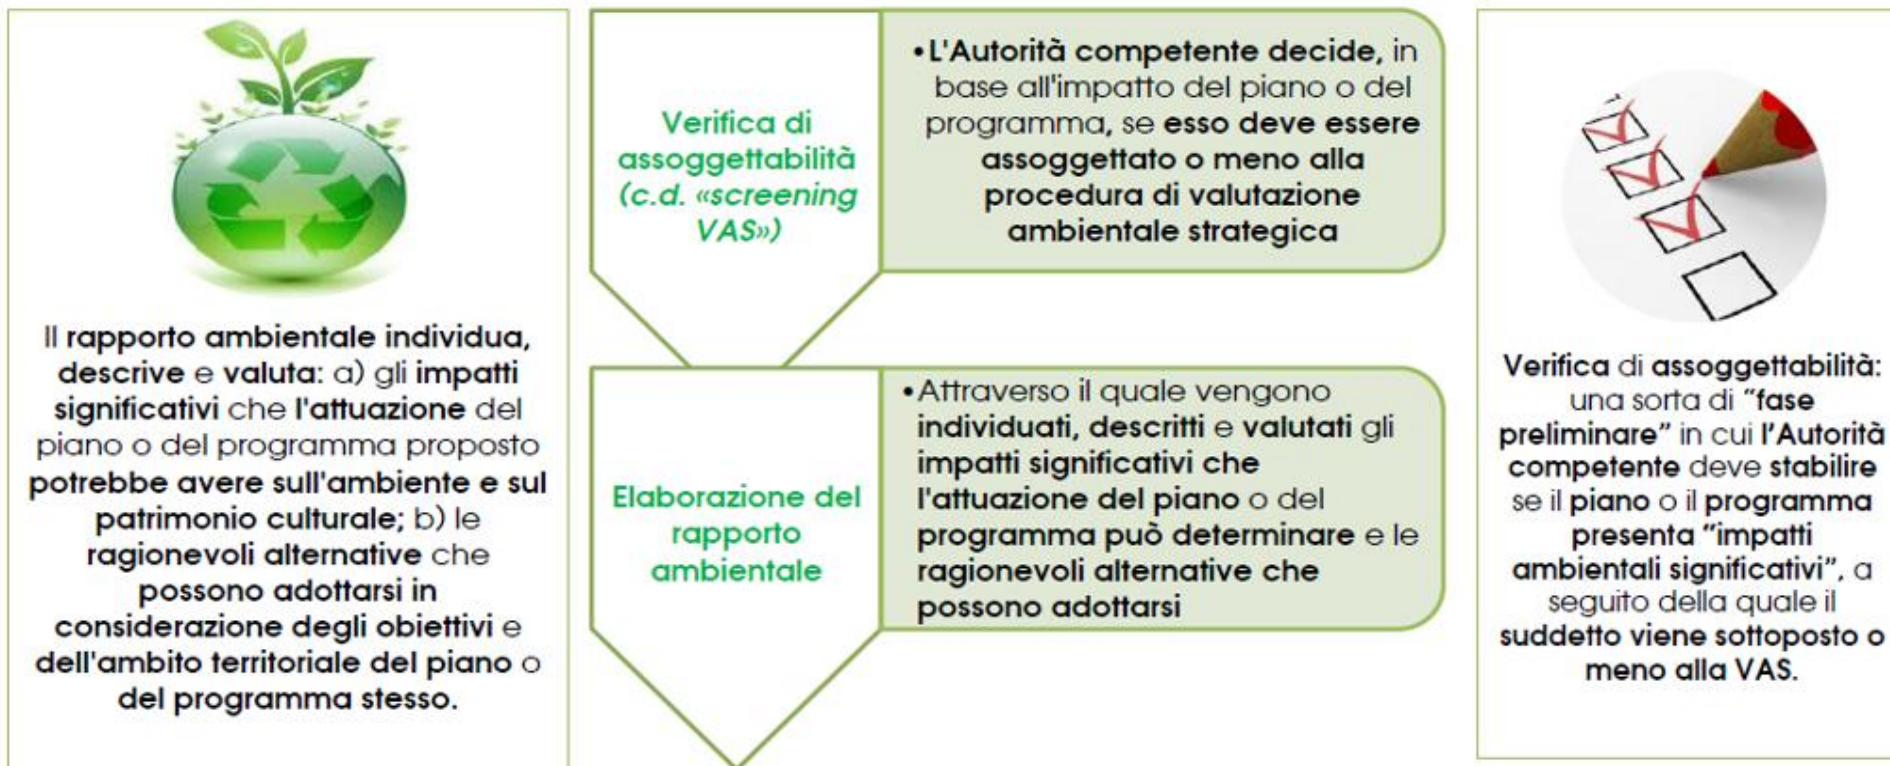 Il rapporto ambientale individua,
descrive e valuta: a) gli impatti
significativi che l'attuazione del
piano o del programma proposto
potrebbe avere sull'ambiente e sul
patrimonio culturale; b) le
ragionevoli alternative che
possono adottarsi in
considerazione degli obiettivi e
dell'ambito territoriale del piano o
del programma stesso.
Verifica di
assoggettabilità
(c.d. «screening
VAS»)
•L'Autorità competente decide, in
base all'impatto del piano o del
programma, se esso deve essere
assoggettato o meno alla
procedura di valutazione
ambientale strategica
Elaborazione del
rapporto
ambientale
•Attraverso il quale vengono
individuati, descritti e valutati gli
impatti significativi che
l'attuazione del piano o del
programma può determinare e le
ragionevoli alternative che
possono adottarsi
Verifica di assoggettabilità:
una sorta di "fase
preliminare" in cui l'Autorità
competente deve stabilire
se il piano o il programma
presenta "impatti
ambientali significativi", a
seguito della quale il
suddetto viene sottoposto o
meno alla VAS.